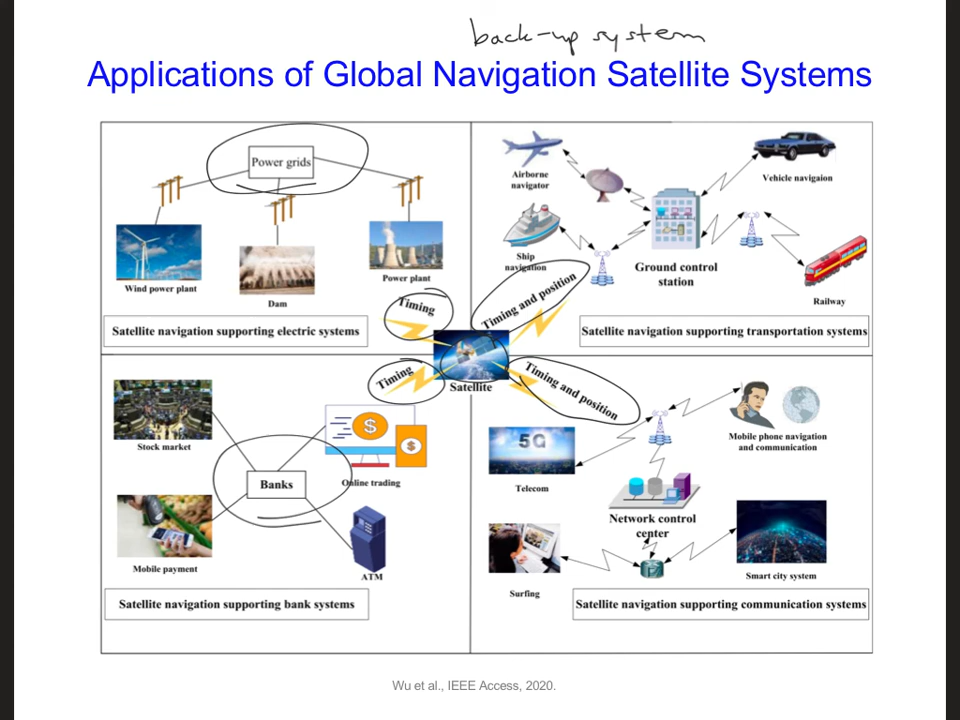 back-up system
Applications of Global Navigation Satellite Systems
Power grids
Wind power plant
Dam
Power plant
Satellite navigation supporting electric systems
Airborne
navigator
Vehicle navigaion
Ship
navigation
Ground control
station
Railway
Satellite navigation supporting transportation systems
Timing
Timing and position
Satellite
Timing
Timing and position
Stock market
$
$
Online trading
Banks
Mobile payment
ATM
Satellite navigation supporting bank systems
5G
Telecom
Mobile phone navigation
and communication
Network control
center
Surfing
Smart city system
Satellite navigation supporting communication systems
Wu et al., IEEE Access, 2020.